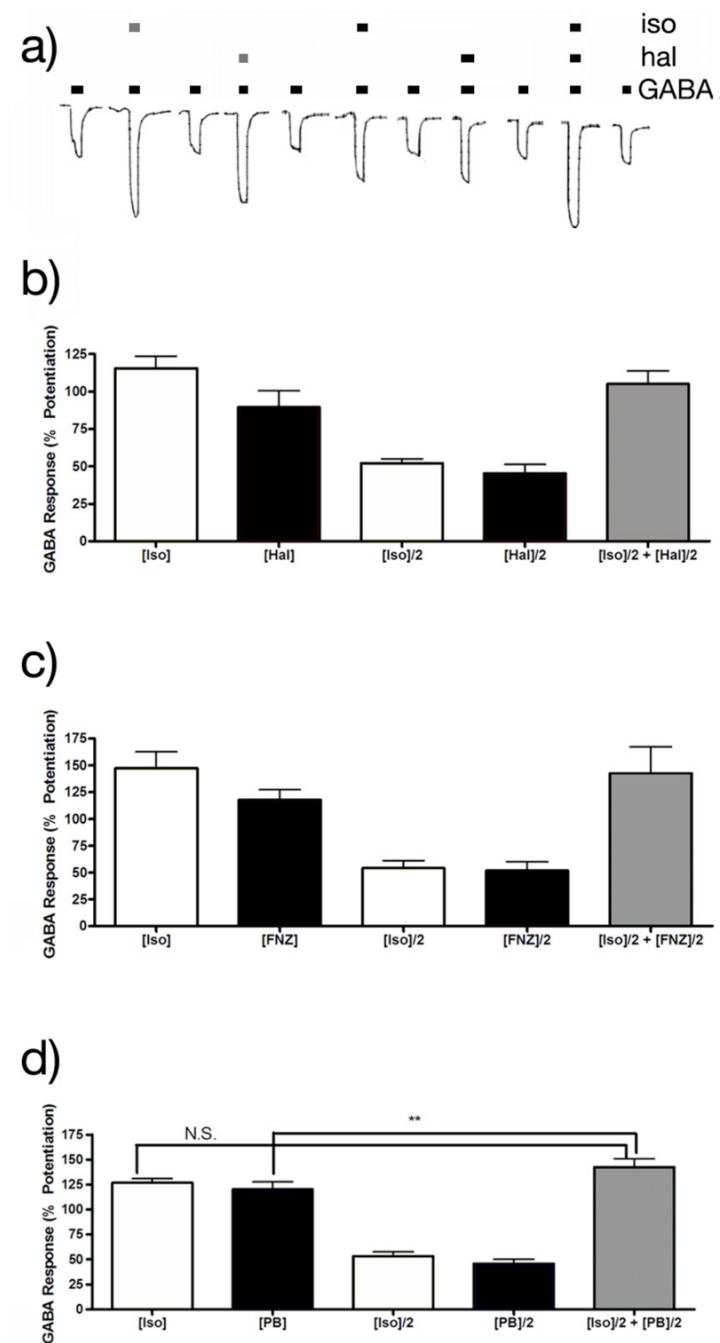 a)
iso
hal
GABA
b)
GABA Response (% Potentiation)
125
100
75
50
25
0
[Iso] [Hal] [Iso]/2 [Hal]/2 [Iso]/2 + [Hal]/2
c)
GABA Response (% Potentiation)
175
150
125
100
75
50
25
0
[Iso] [FNZ] [Iso]/2 [FNZ]/2 [Iso]/2 + [FNZ]/2
d)
N.S. **
GABA Response (% Potentiation)
175
150
125
100
75
50
25
0
[Iso] [PB] [Iso]/2 [PB]/2 [Iso]/2 + [PB]/2